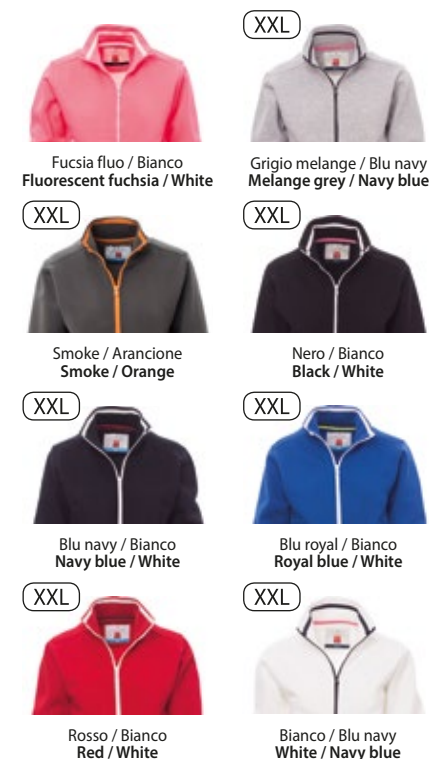 XXL
Fucsia fluo / Bianco
Fluorescent fuchsia / White
Grigio melange / Blu navy
Melange grey / Navy blue
XXL
XXL
Smoke / Arancione
Smoke / Orange
Nero / Bianco
Black / White
XXL
XXL
Blu navy / Bianco
Navy blue / White
Blu royal / Bianco
Royal blue / White
XXL
XXL
Rosso / Bianco
Red / White
Bianco / Blu navy
White / Navy blue